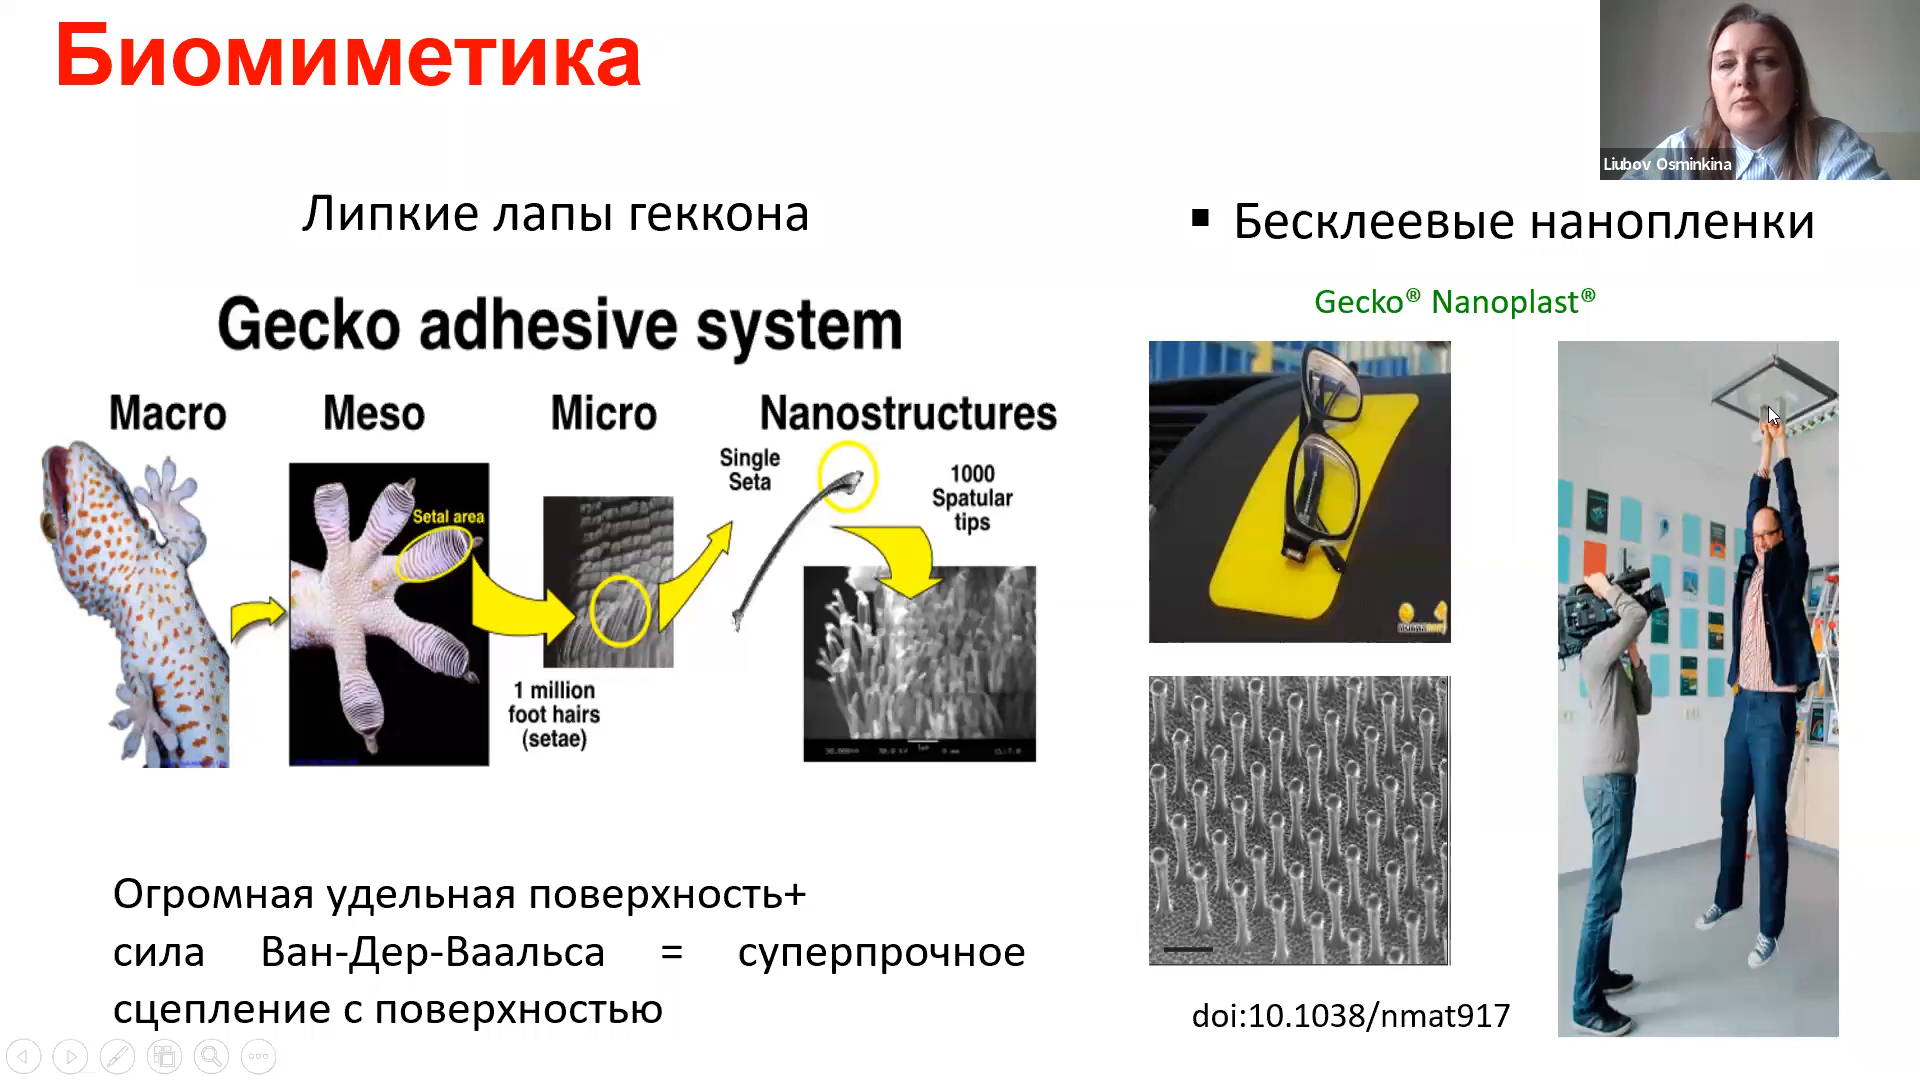 Биомиметика
Liubov Osminkina
Липкие лапы геккона
▪ Бесклеевые нанопленки
Gecko adhesive system
Gecko® Nanoplast®
Macro
Meso
Micro
Nanostructures
Single
Seta
1000
Spatular
tips
Setal area
1 million
foot hairs
(setae)
Огромная удельная поверхность+
сила Ван-Дер-Ваальса = суперпрочное
сцепление с поверхностью
doi:10.1038/nmat917